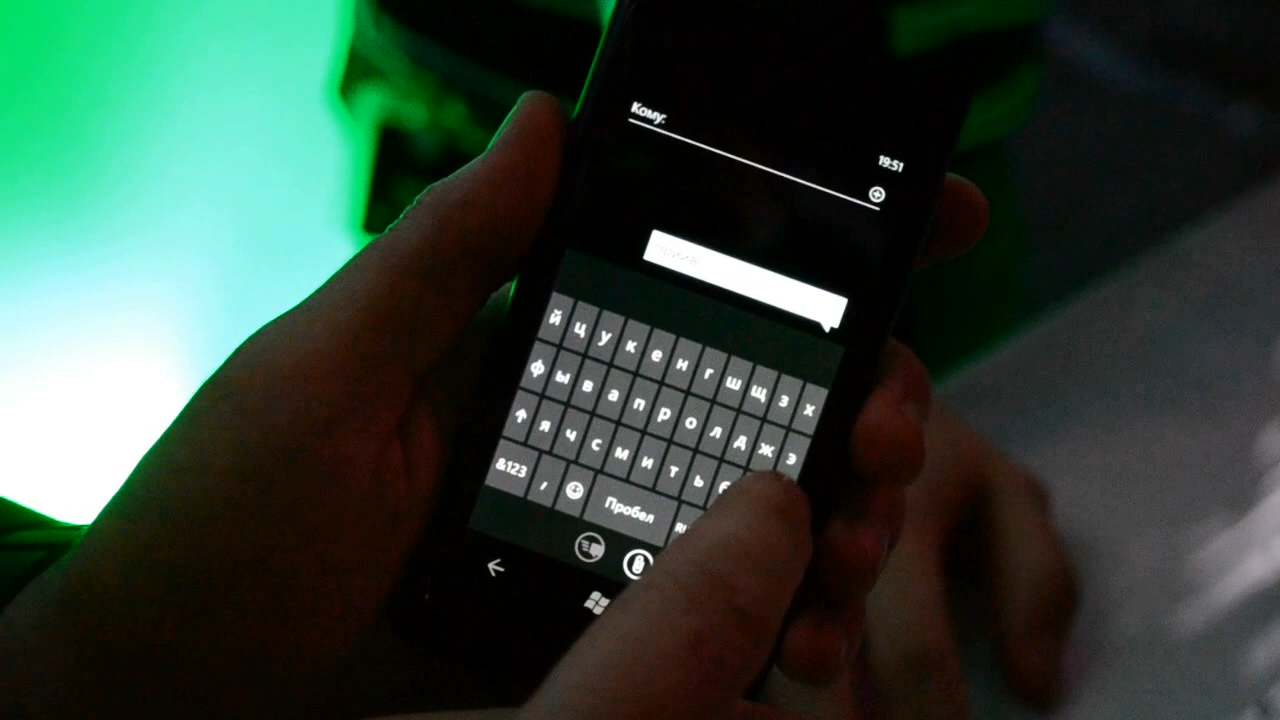 Кому:
19:51
й ц у к е н г ш щ з х
ф ы в а п р о л д ж э
я ч с м и т ь
&123 , Пробел